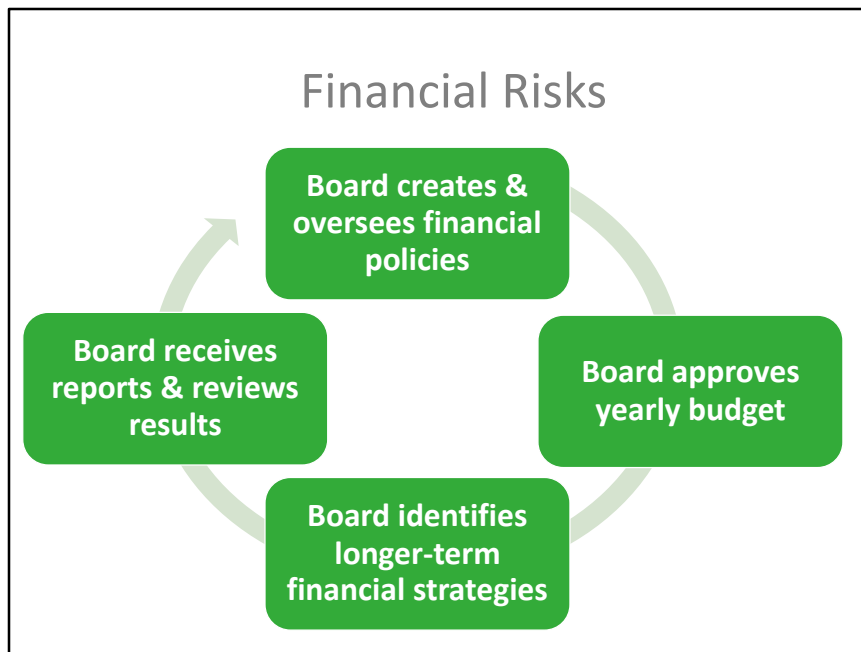 Financial Risks
Board creates &
oversees financial
policies
Board approves
yearly budget
Board identifies
longer-term
financial strategies
Board receives
reports & reviews
results